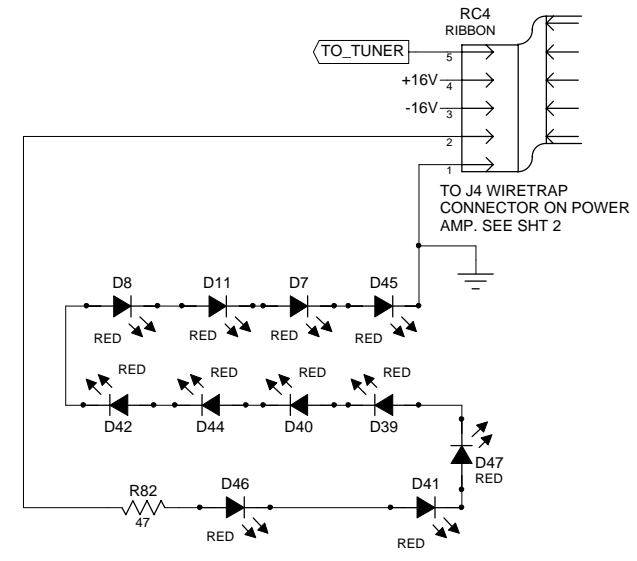 RC4
RIBBON
TO_TUNER
5
+16V
4
-16V
3
2
1
TO J4 WIRETRAP
CONNECTOR ON POWER
AMP. SEE SHT 2
D8 D11 D7 D45
RED RED RED RED
RED RED RED RED
D42 D44 D40 D39
D47
RED
R82
47
D46 D41
RED RED